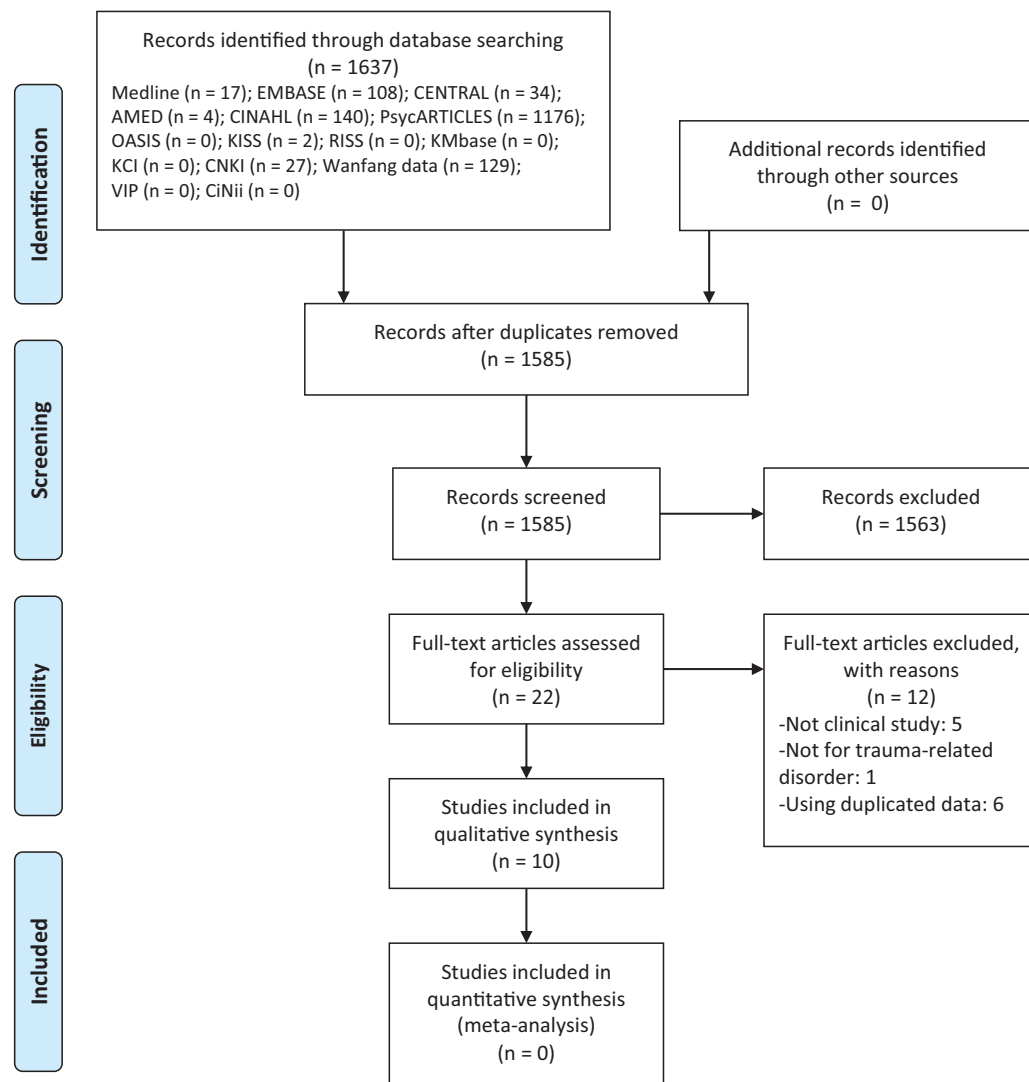 Identification
Records identified through database searching
(n = 1637)
Medline (n = 17); EMBASE (n = 108); CENTRAL (n = 34);
AMED (n = 4); CINAHL (n = 140); PsycARTICLES (n = 1176);
OASIS (n = 0); KISS (n = 2); RISS (n = 0); KMbase (n = 0);
KCI (n = 0); CNKI (n = 27); Wanfang data (n = 129);
VIP (n = 0); CiNii (n = 0)
Additional records identified
through other sources
(n = 0)
Records after duplicates removed
(n = 1585)
Screening
Records screened
(n = 1585)
Records excluded
(n = 1563)
Eligibility
Full-text articles assessed
for eligibility
(n = 22)
Full-text articles excluded,
with reasons
(n = 12)
-Not clinical study: 5
-Not for trauma-related
disorder: 1
-Using duplicated data: 6
Studies included in
qualitative synthesis
(n = 10)
Included
Studies included in
quantitative synthesis
(meta-analysis)
(n = 0)